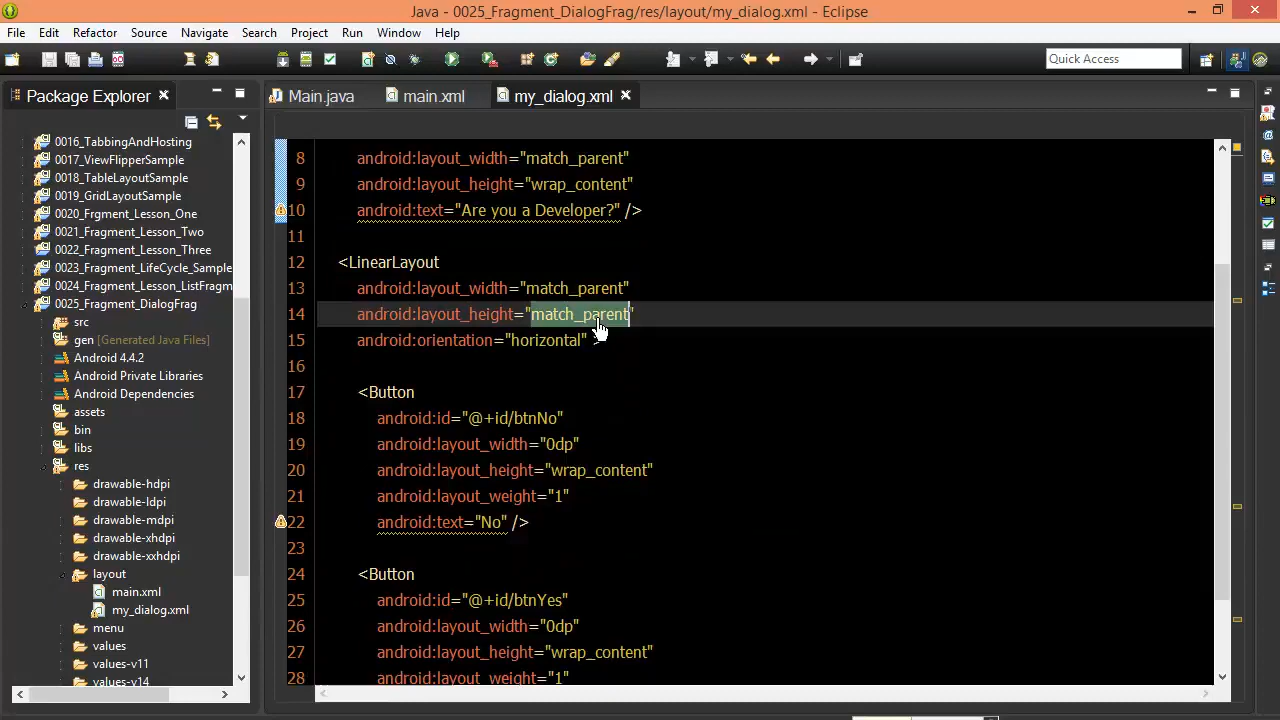 Java - 0025_Fragment_DialogFrag/res/layout/my_dialog.xml - Eclipse
File Edit Refactor Source Navigate Search Project Run Window Help
Quick Access
Package Explorer
Main.java main.xml my_dialog.xml
0016_TabbingAndHosting
0017_ViewFlipperSample
0018_TableLayoutSample
0019_GridLayoutSample
0020_Frgment_Lesson_One
0021_Fragment_Lesson_Two
0022_Fragment_Lesson_Three
0023_Fragment_LifeCycle_Sample
0024_Fragment_Lesson_ListFragm
0025_Fragment_DialogFrag
src
gen [Generated Java Files]
Android 4.4.2
Android Private Libraries
Android Dependencies
assets
bin
libs
res
drawable-hdpi
drawable-ldpi
drawable-mdpi
drawable-xhdpi
drawable-xxhdpi
layout
main.xml
my_dialog.xml
menu
values
values-v11
values-v14
8 android:layout_width="match_parent"
9 android:layout_height="wrap_content"
10 android:text="Are you a Developer?" />
11
12 <LinearLayout
13 android:layout_width="match_parent"
14 android:layout_height="match_parent"
15 android:orientation="horizontal" >
16
17 <Button
18 android:id="@+id/btnNo"
19 android:layout_width="0dp"
20 android:layout_height="wrap_content"
21 android:layout_weight="1"
22 android:text="No" />
23
24 <Button
25 android:id="@+id/btnYes"
26 android:layout_width="0dp"
27 android:layout_height="wrap_content"
28 android:layout_weight="1"